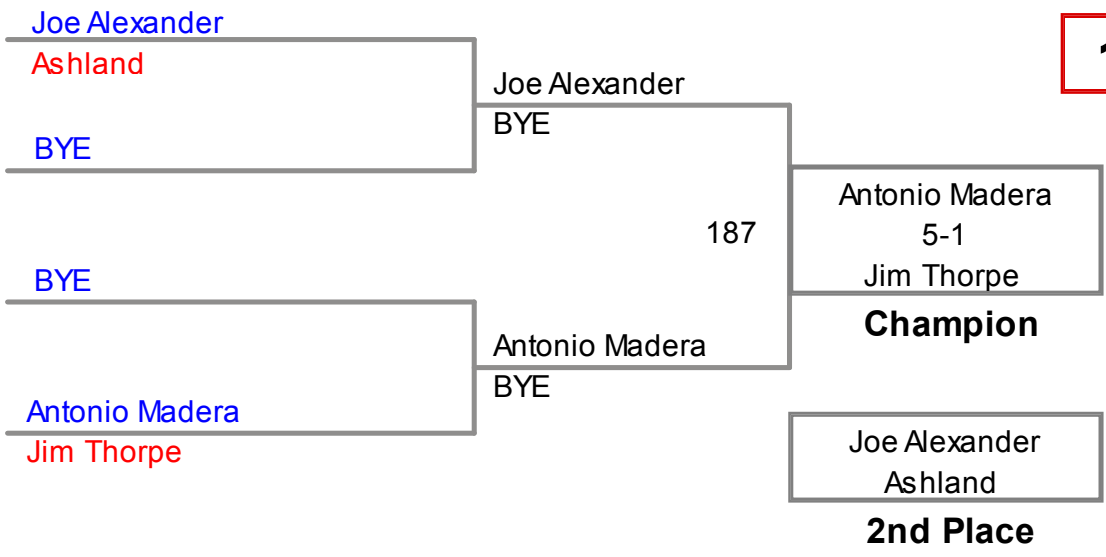 Joe Alexander
Ashland
Joe Alexander
BYE
BYE
187
Antonio Madera
5-1
Jim Thorpe
Champion
BYE
Antonio Madera
BYE
Antonio Madera
Jim Thorpe
Joe Alexander
Ashland
2nd Place